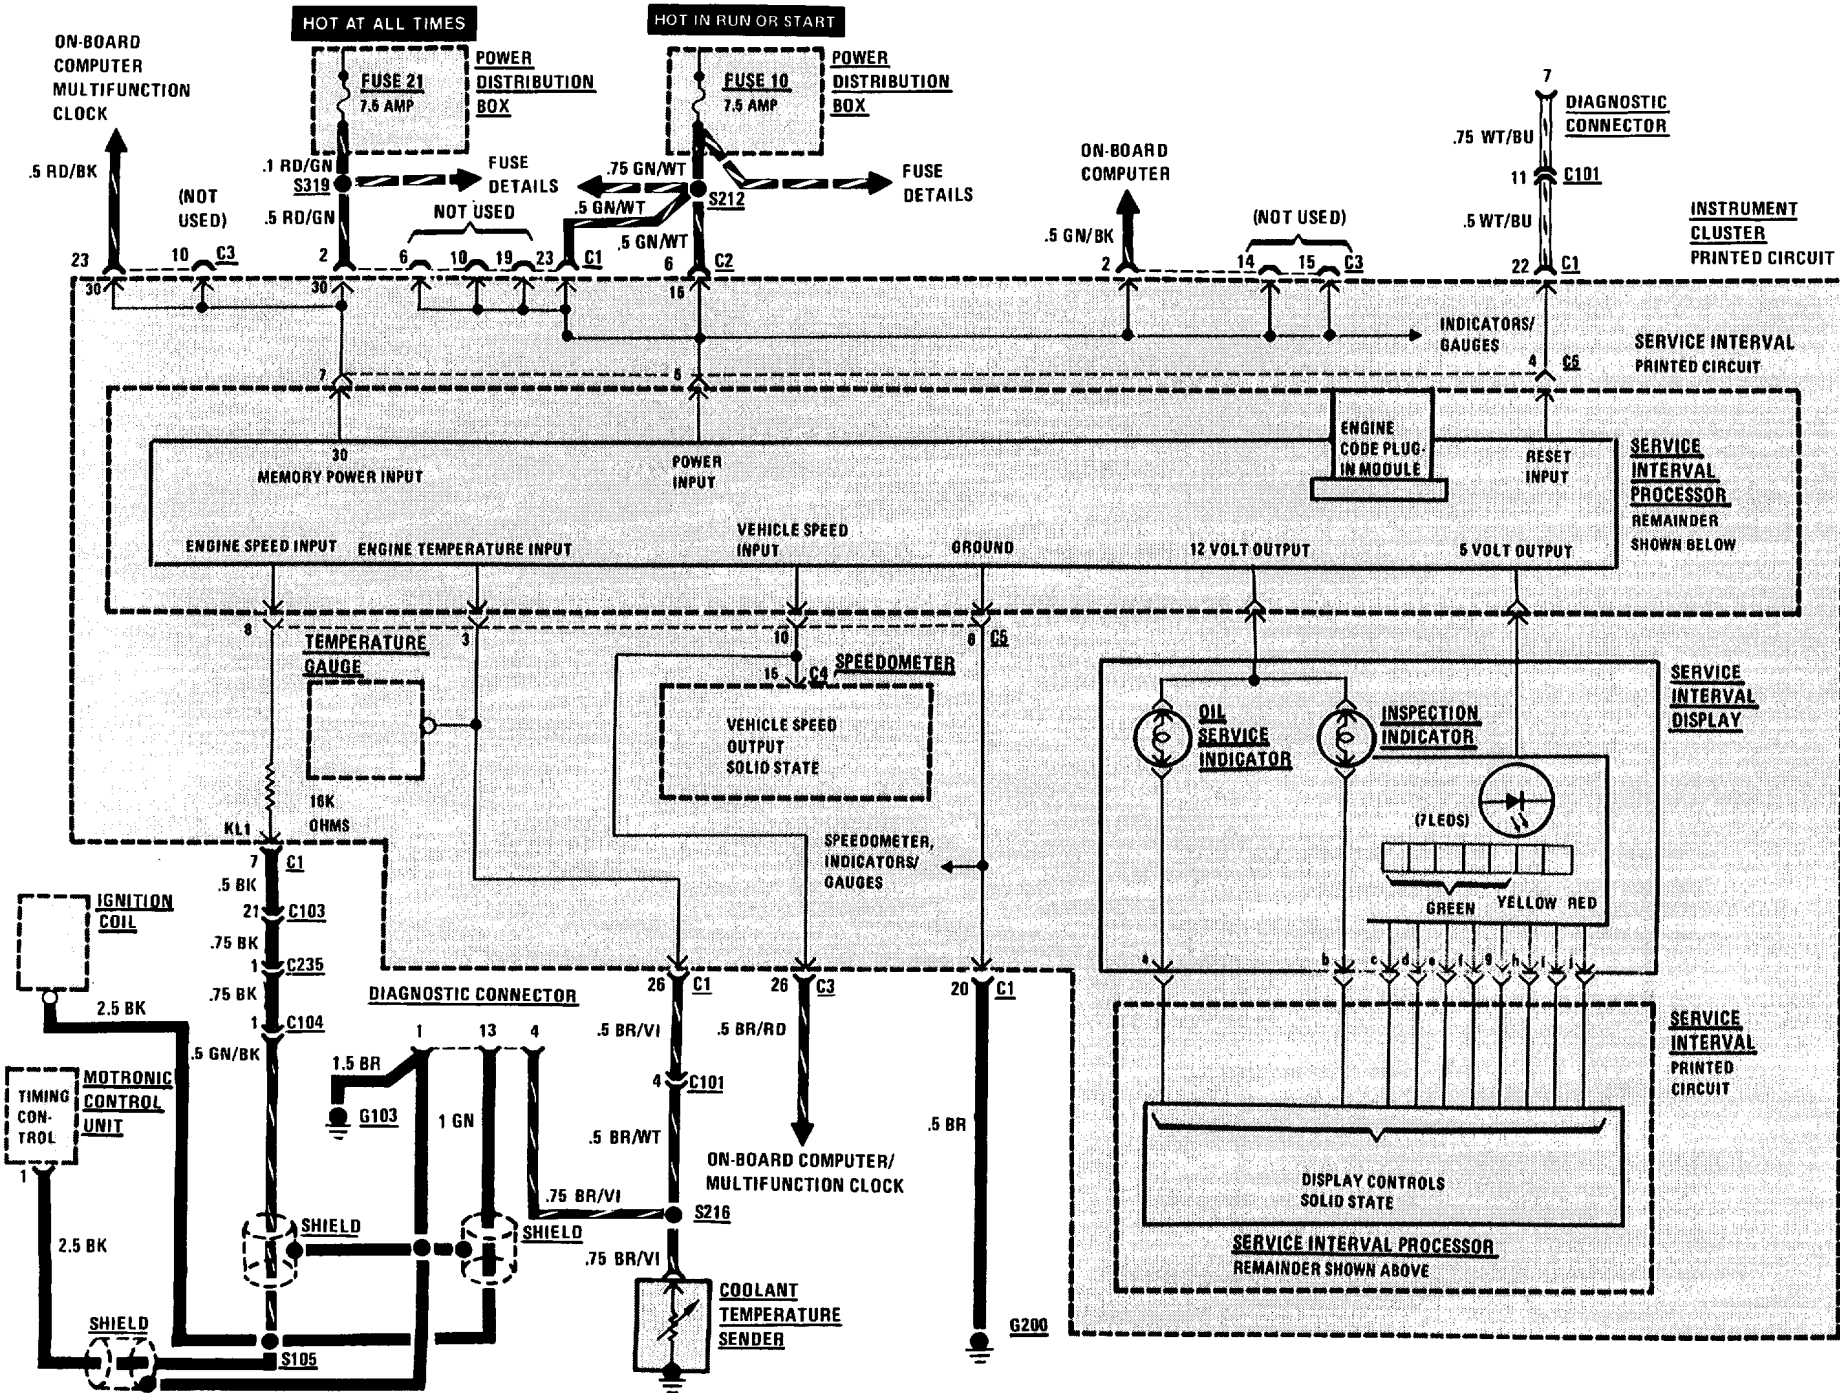 HOT AT ALL TIMES
HOT IN RUN OR START
ON-BOARD
COMPUTER
MULTIFUNCTION
CLOCK
FUSE 21
7.5 AMP
POWER
DISTRIBUTION
BOX
FUSE 10
7.5 AMP
POWER
DISTRIBUTION
BOX
7
DIAGNOSTIC
CONNECTOR
.75 WT/BU
11
C101
.5 WT/BU
.5 RD/BK
(NOT
USED)
.1 RD/GN
S319
FUSE
DETAILS
.5 RD/GN
NOT USED
.75 GN/WT
S212
.5 GN/WT
.5 GN/WT
FUSE
DETAILS
ON-BOARD
COMPUTER
.5 GN/BK
(NOT USED)
INSTRUMENT
CLUSTER
PRINTED CIRCUIT
23
10
C3
2
6
10
19
23
C1
6
C2
2
14
15
C3
22
C1
30
30
15
INDICATORS/
GAUGES
SERVICE INTERVAL
PRINTED CIRCUIT
7
5
4
C5
30
MEMORY POWER INPUT
POWER
INPUT
ENGINE
CODE PLUG-
IN MODULE
RESET
INPUT
SERVICE
INTERVAL
PROCESSOR
REMAINDER
SHOWN BELOW
ENGINE SPEED INPUT
ENGINE TEMPERATURE INPUT
VEHICLE SPEED
INPUT
GROUND
12 VOLT OUTPUT
5 VOLT OUTPUT
8
3
10
6
C5
TEMPERATURE
GAUGE
15
C4
SPEEDOMETER
VEHICLE SPEED
OUTPUT
SOLID STATE
OIL
SERVICE
INDICATOR
INSPECTION
INDICATOR
SERVICE
INTERVAL
DISPLAY
16K
OHMS
KL1
(7LEDS)
GREEN
YELLOW
RED
SPEEDOMETER,
INDICATORS/
GAUGES
7
C1
.5 BK
21
C103
.75 BK
1
C235
.75 BK
1
C104
.5 GN/BK
IGNITION
COIL
2.5 BK
a
b
c
d
e
f
g
h
i
j
DIAGNOSTIC CONNECTOR
1
13
4
26
C1
26
C3
20
C1
.5 BR/VI
.5 BR/RD
1.5 BR
G103
1 GN
4
C101
.5 BR/WT
.5 BR
SERVICE
INTERVAL
PRINTED
CIRCUIT
TIMING
CON-
TROL
MOTRONIC
CONTROL
UNIT
1
ON-BOARD COMPUTER/
MULTIFUNCTION CLOCK
DISPLAY CONTROLS
SOLID STATE
.75 BR/VI
S216
SHIELD
SHIELD
2.5 BK
.75 BR/VI
SERVICE INTERVAL PROCESSOR
REMAINDER SHOWN ABOVE
COOLANT
TEMPERATURE
SENDER
G200
SHIELD
S105